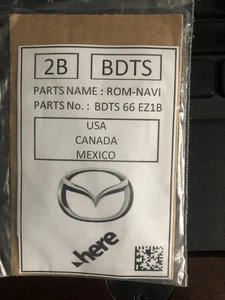 2B BDTS
PARTS NAME : ROM-NAVI
PARTS No. : BDTS 66 EZ1B
USA
CANADA
MEXICO
here